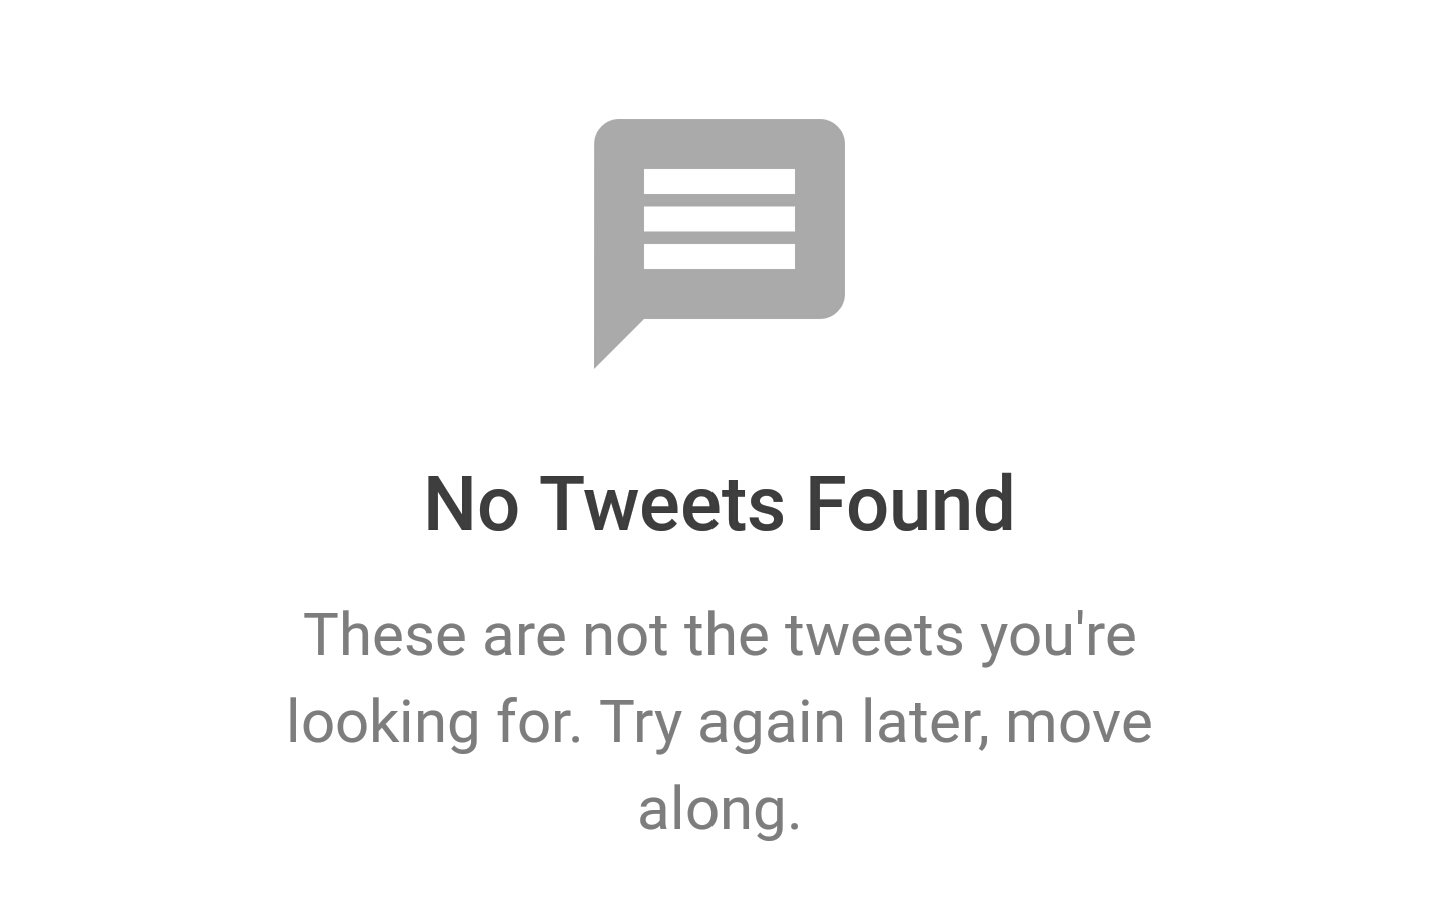 No Tweets Found
These are not the tweets you're
looking for. Try again later, move
along.